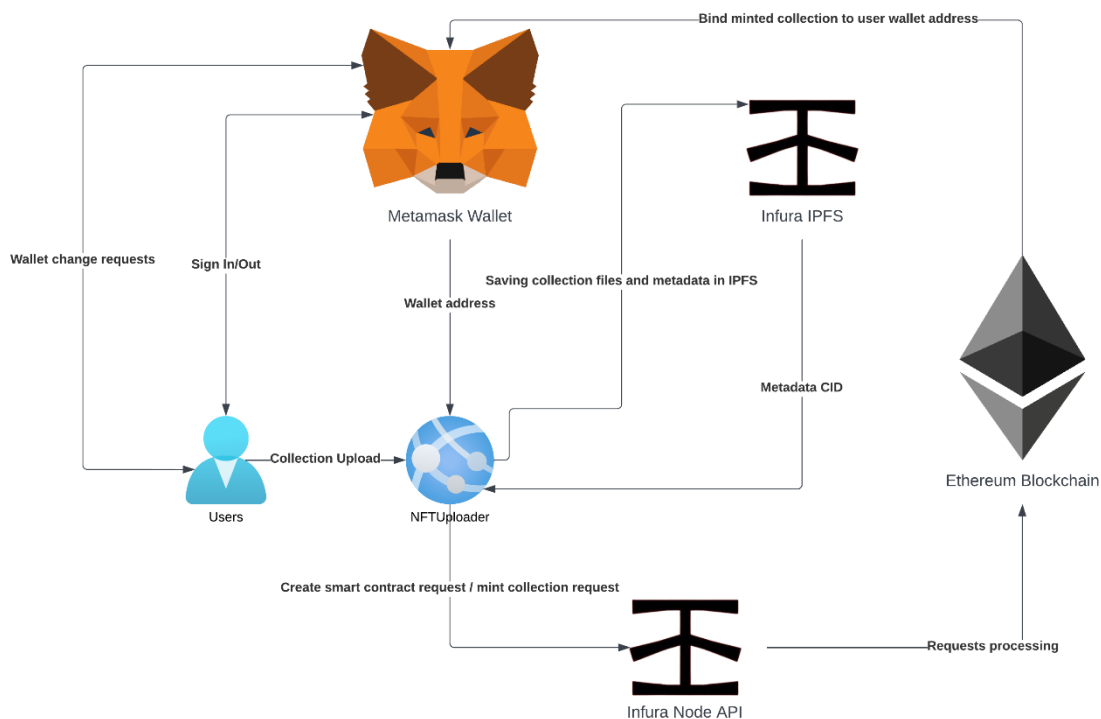 Bind minted collection to user wallet address
Metamask Wallet
Infura IPFS
Wallet change requests
Sign In/Out
Saving collection files and metadata in IPFS
Wallet address
Metadata CID
Collection Upload
Ethereum Blockchain
Users
NFTUploader
Create smart contract request / mint collection request
Requests processing
Infura Node API